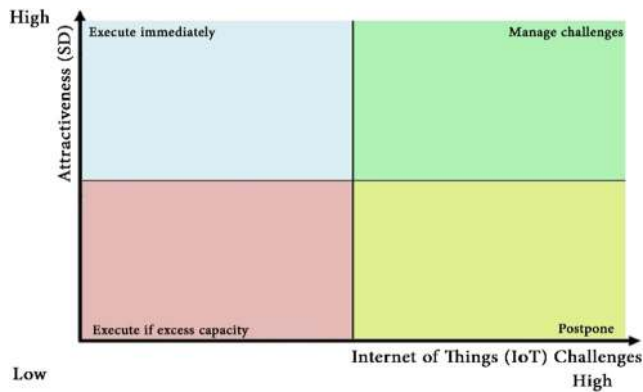 High
Execute immediately
Manage challenges
Attractiveness (SD)
Execute if excess capacity
Postpone
Internet of Things (IoT) Challenges
Low
High